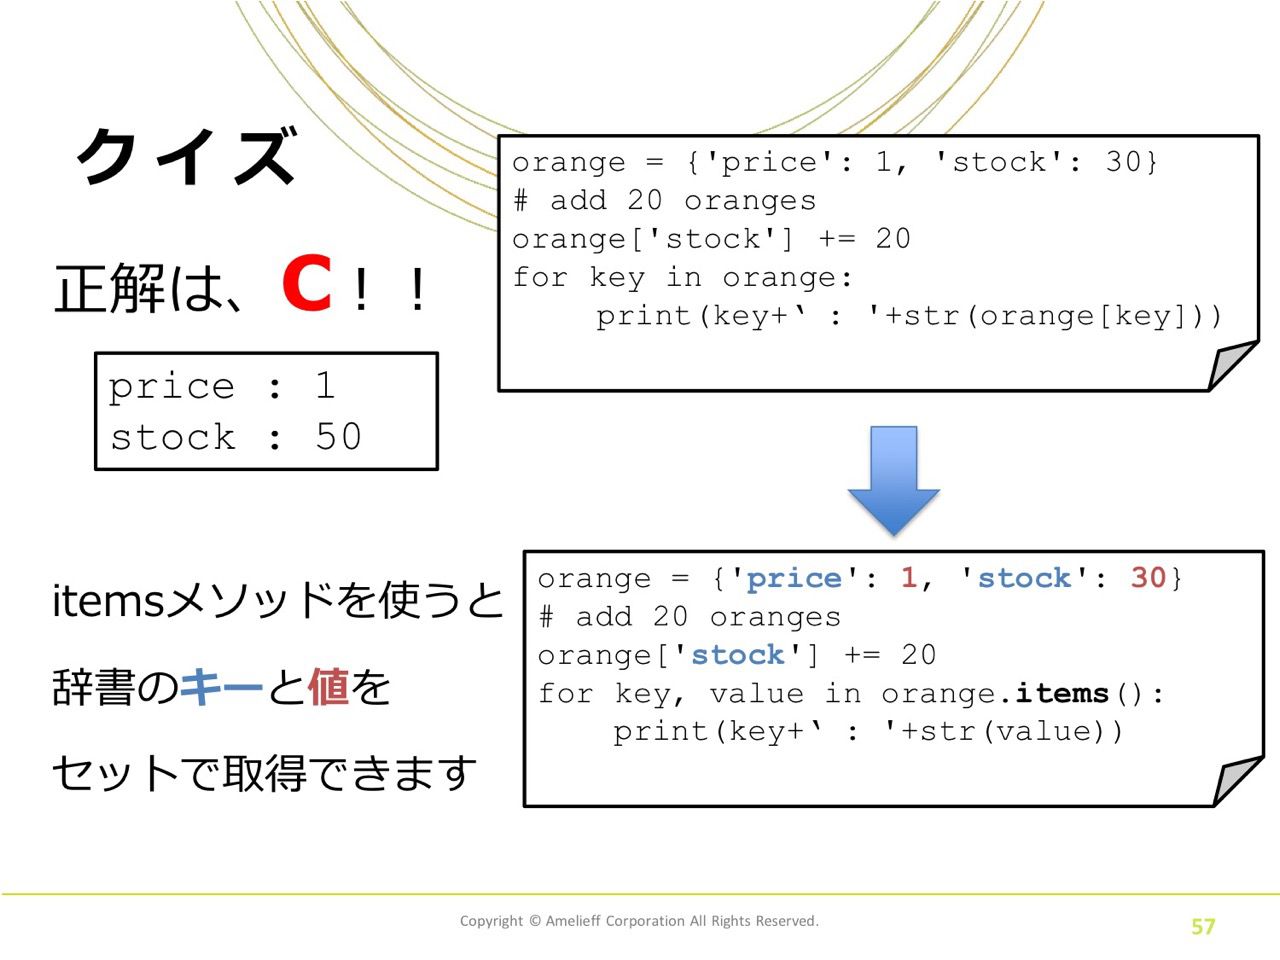 クイズ
正解は、C！！
price : 1
stock : 50
orange = {'price': 1, 'stock': 30}
# add 20 oranges
orange['stock'] += 20
for key in orange:
    print(key+‘ : '+str(orange[key]))
itemsメソッドを使うと
辞書のキーと値を
セットで取得できます
orange = {'price': 1, 'stock': 30}
# add 20 oranges
orange['stock'] += 20
for key, value in orange.items():
    print(key+‘ : '+str(value))
Copyright © Amelieff Corporation All Rights Reserved.
57